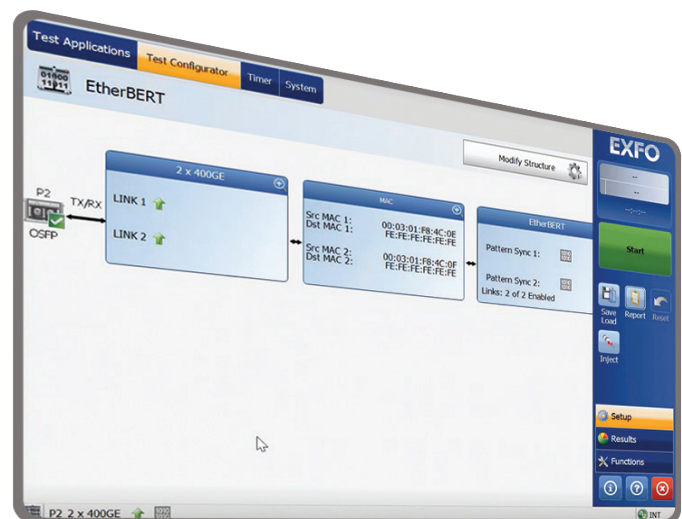 Test Applications
Test Configurator
Timer
System
EtherBERT
Modify Structure
P2
TX/RX
OSFP
2 x 400GE
LINK 1
LINK 2
MAC
Src MAC 1: 00:03:01:F8:4C:0E
Dst MAC 1: FE:FE:FE:FE:FE:FE
Src MAC 2: 00:03:01:F8:4C:0F
Dst MAC 2: FE:FE:FE:FE:FE:FE
EtherBERT
Pattern Sync 1:
Pattern Sync 2:
Links: 2 of 2 Enabled
EXFO
--
--
--:--:--
Start
Save
Load
Report
Reset
Inject
Setup
Results
Functions
P2 2 x 400GE
INT